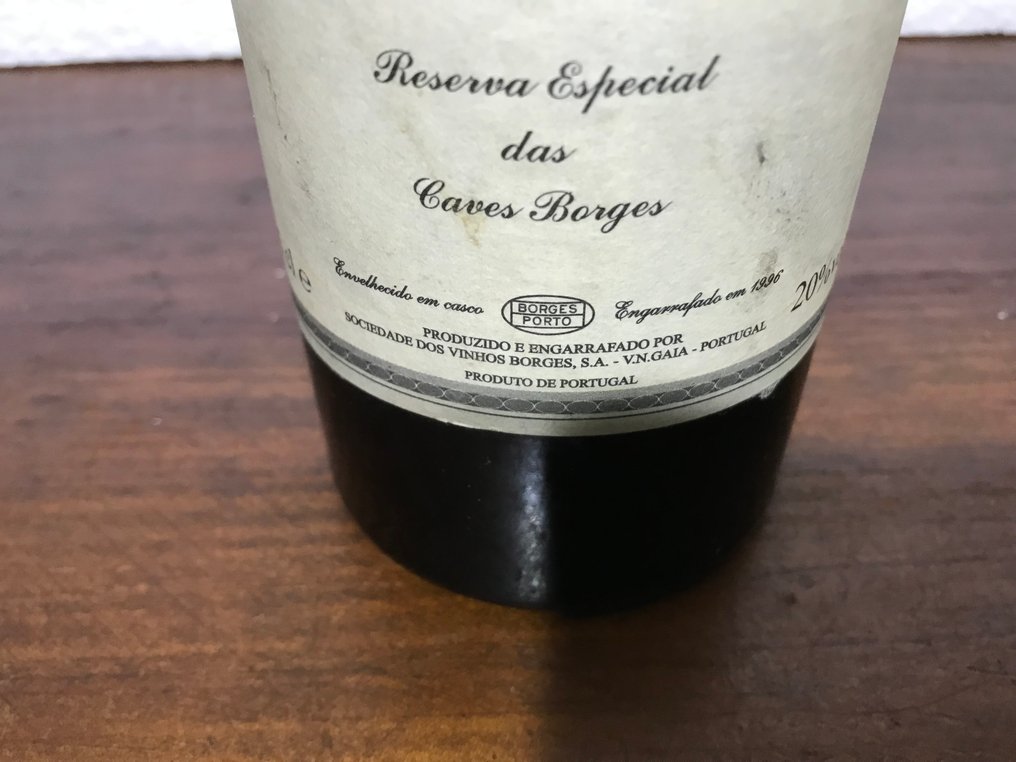 Reserva Especial
das
Caves Borges
e Envelhecido em casco BORGES PORTO Engarrafado em 1996 20%
PRODUZIDO E ENGARRAFADO POR
SOCIEDADE DOS VINHOS BORGES, S.A. - V.N.GAIA - PORTUGAL
PRODUTO DE PORTUGAL